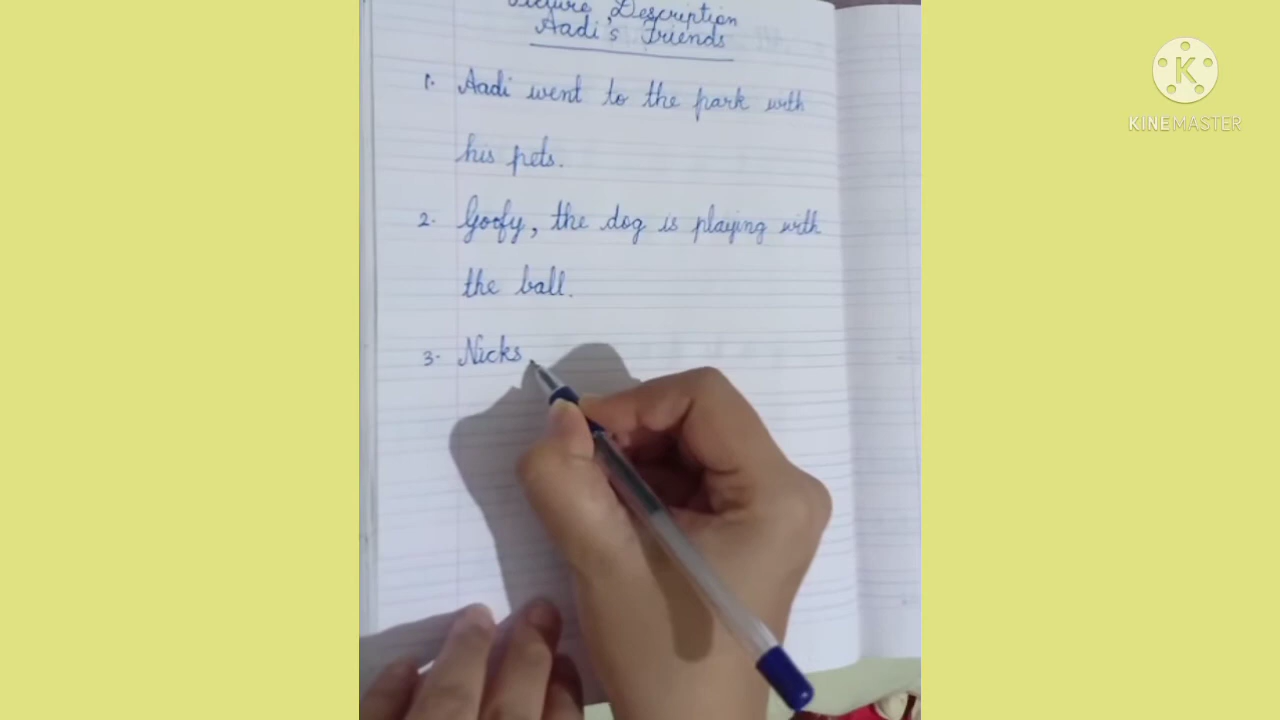 Picture Description
Aadi's Friends
1. Aadi went to the park with
his pets.
2. Goofy, the dog is playing with
the ball.
3. Nicks
K
KINEMASTER